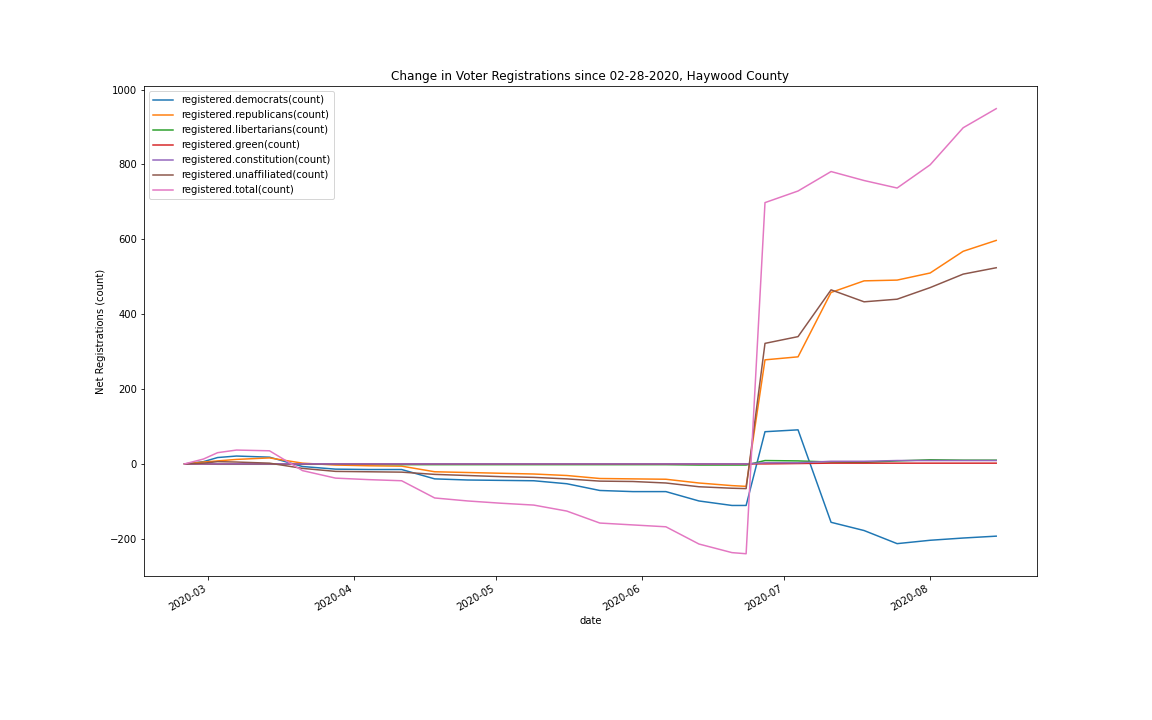 Change in Voter Registrations since 02-28-2020, Haywood County
1000
800
600
400
200
0
−200
Net Registrations (count)
registered.democrats(count)
registered.republicans(count)
registered.libertarians(count)
registered.green(count)
registered.constitution(count)
registered.unaffiliated(count)
registered.total(count)
2020-03
2020-04
2020-05
2020-06
2020-07
2020-08
date